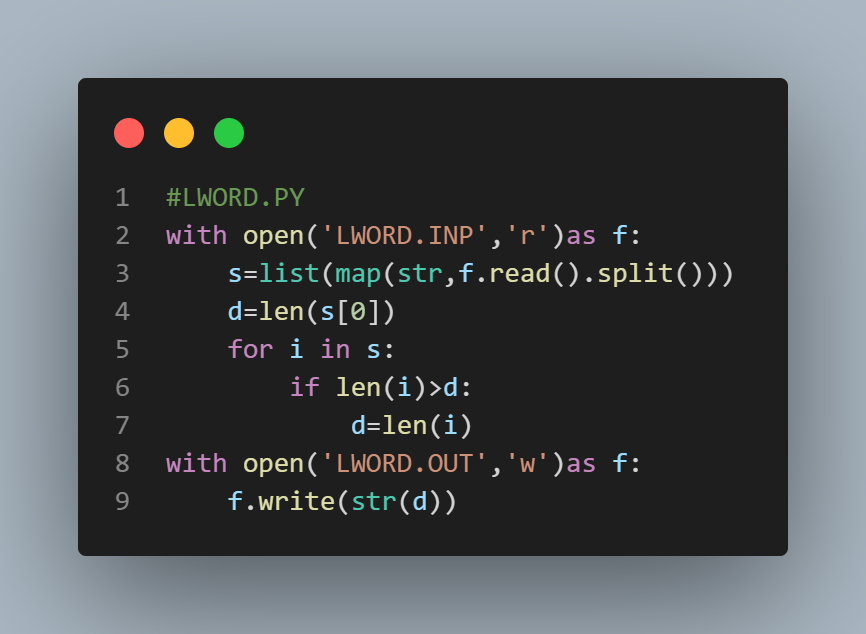 1 #LWORD.PY
2 with open('LWORD.INP','r')as f:
3     s=list(map(str,f.read().split()))
4     d=len(s[0])
5     for i in s:
6         if len(i)>d:
7             d=len(i)
8 with open('LWORD.OUT','w')as f:
9     f.write(str(d))